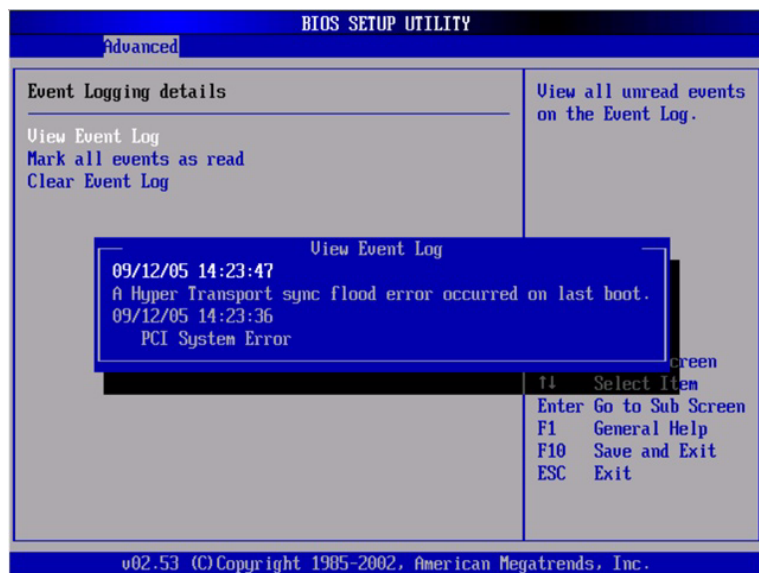 BIOS SETUP UTILITY
Advanced
Event Logging details
View Event Log
Mark all events as read
Clear Event Log
View all unread events
on the Event Log.
View Event Log
09/12/05 14:23:47
A Hyper Transport sync flood error occurred on last boot.
09/12/05 14:23:36
PCI System Error
creen
↑↓ Select Item
Enter Go to Sub Screen
F1 General Help
F10 Save and Exit
ESC Exit
v02.53 (C)Copyright 1985-2002, American Megatrends, Inc.